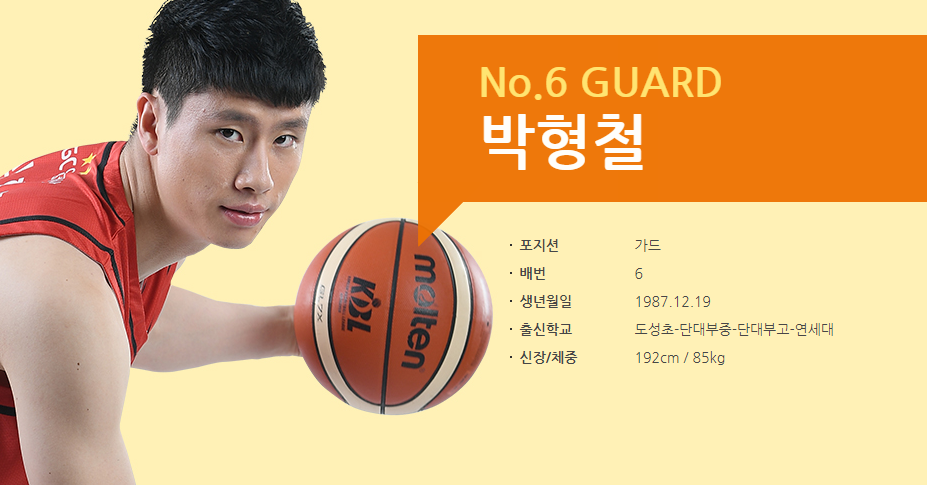 No.6 GUARD
박형철
· 포지션 가드
· 배번 6
· 생년월일 1987.12.19
· 출신학교 도성초-단대부중-단대부고-연세대
· 신장/체중 192cm / 85kg
molten
KBL
GL7X